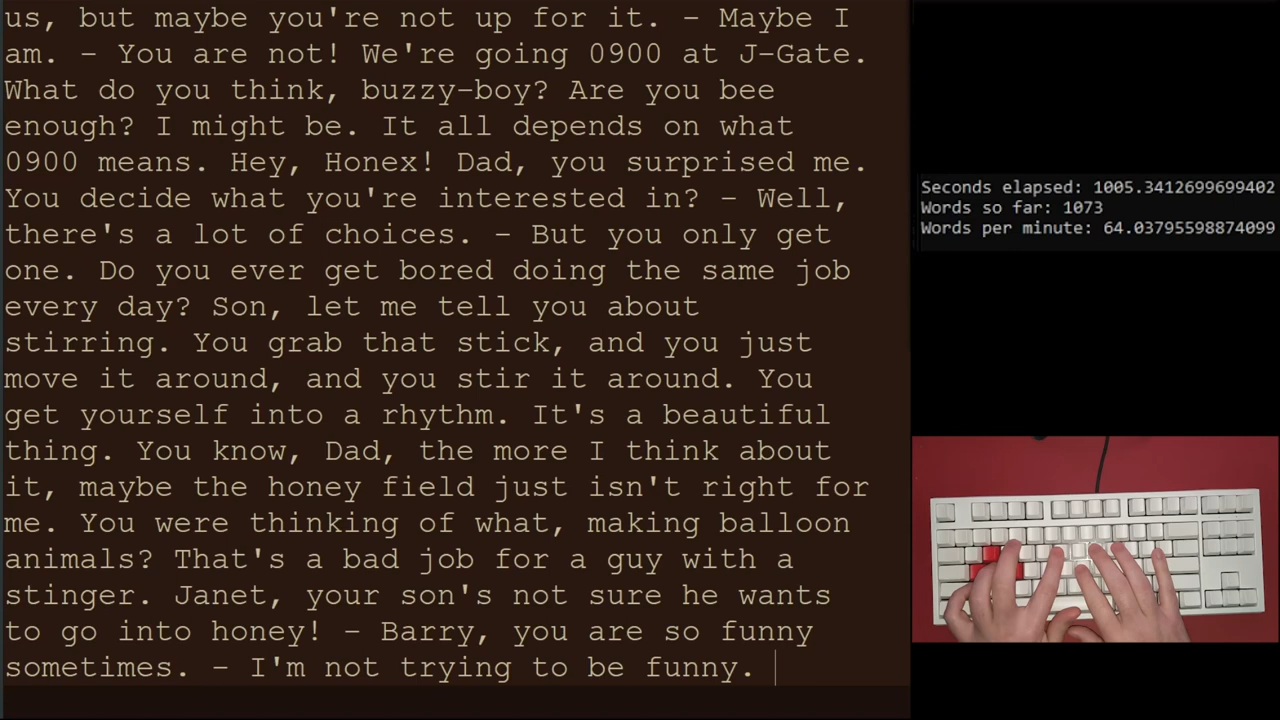 us, but maybe you're not up for it. - Maybe I
am. - You are not! We're going 0900 at J-Gate.
What do you think, buzzy-boy? Are you bee
enough? I might be. It all depends on what
0900 means. Hey, Honex! Dad, you surprised me.
You decide what you're interested in? - Well,
there's a lot of choices. - But you only get
one. Do you ever get bored doing the same job
every day? Son, let me tell you about
stirring. You grab that stick, and you just
move it around, and you stir it around. You
get yourself into a rhythm. It's a beautiful
thing. You know, Dad, the more I think about
it, maybe the honey field just isn't right for
me. You were thinking of what, making balloon
animals? That's a bad job for a guy with a
stinger. Janet, your son's not sure he wants
to go into honey! - Barry, you are so funny
sometimes. - I'm not trying to be funny.
Seconds elapsed: 1005.3412699699402
Words so far: 1073
Words per minute: 64.03795598874099